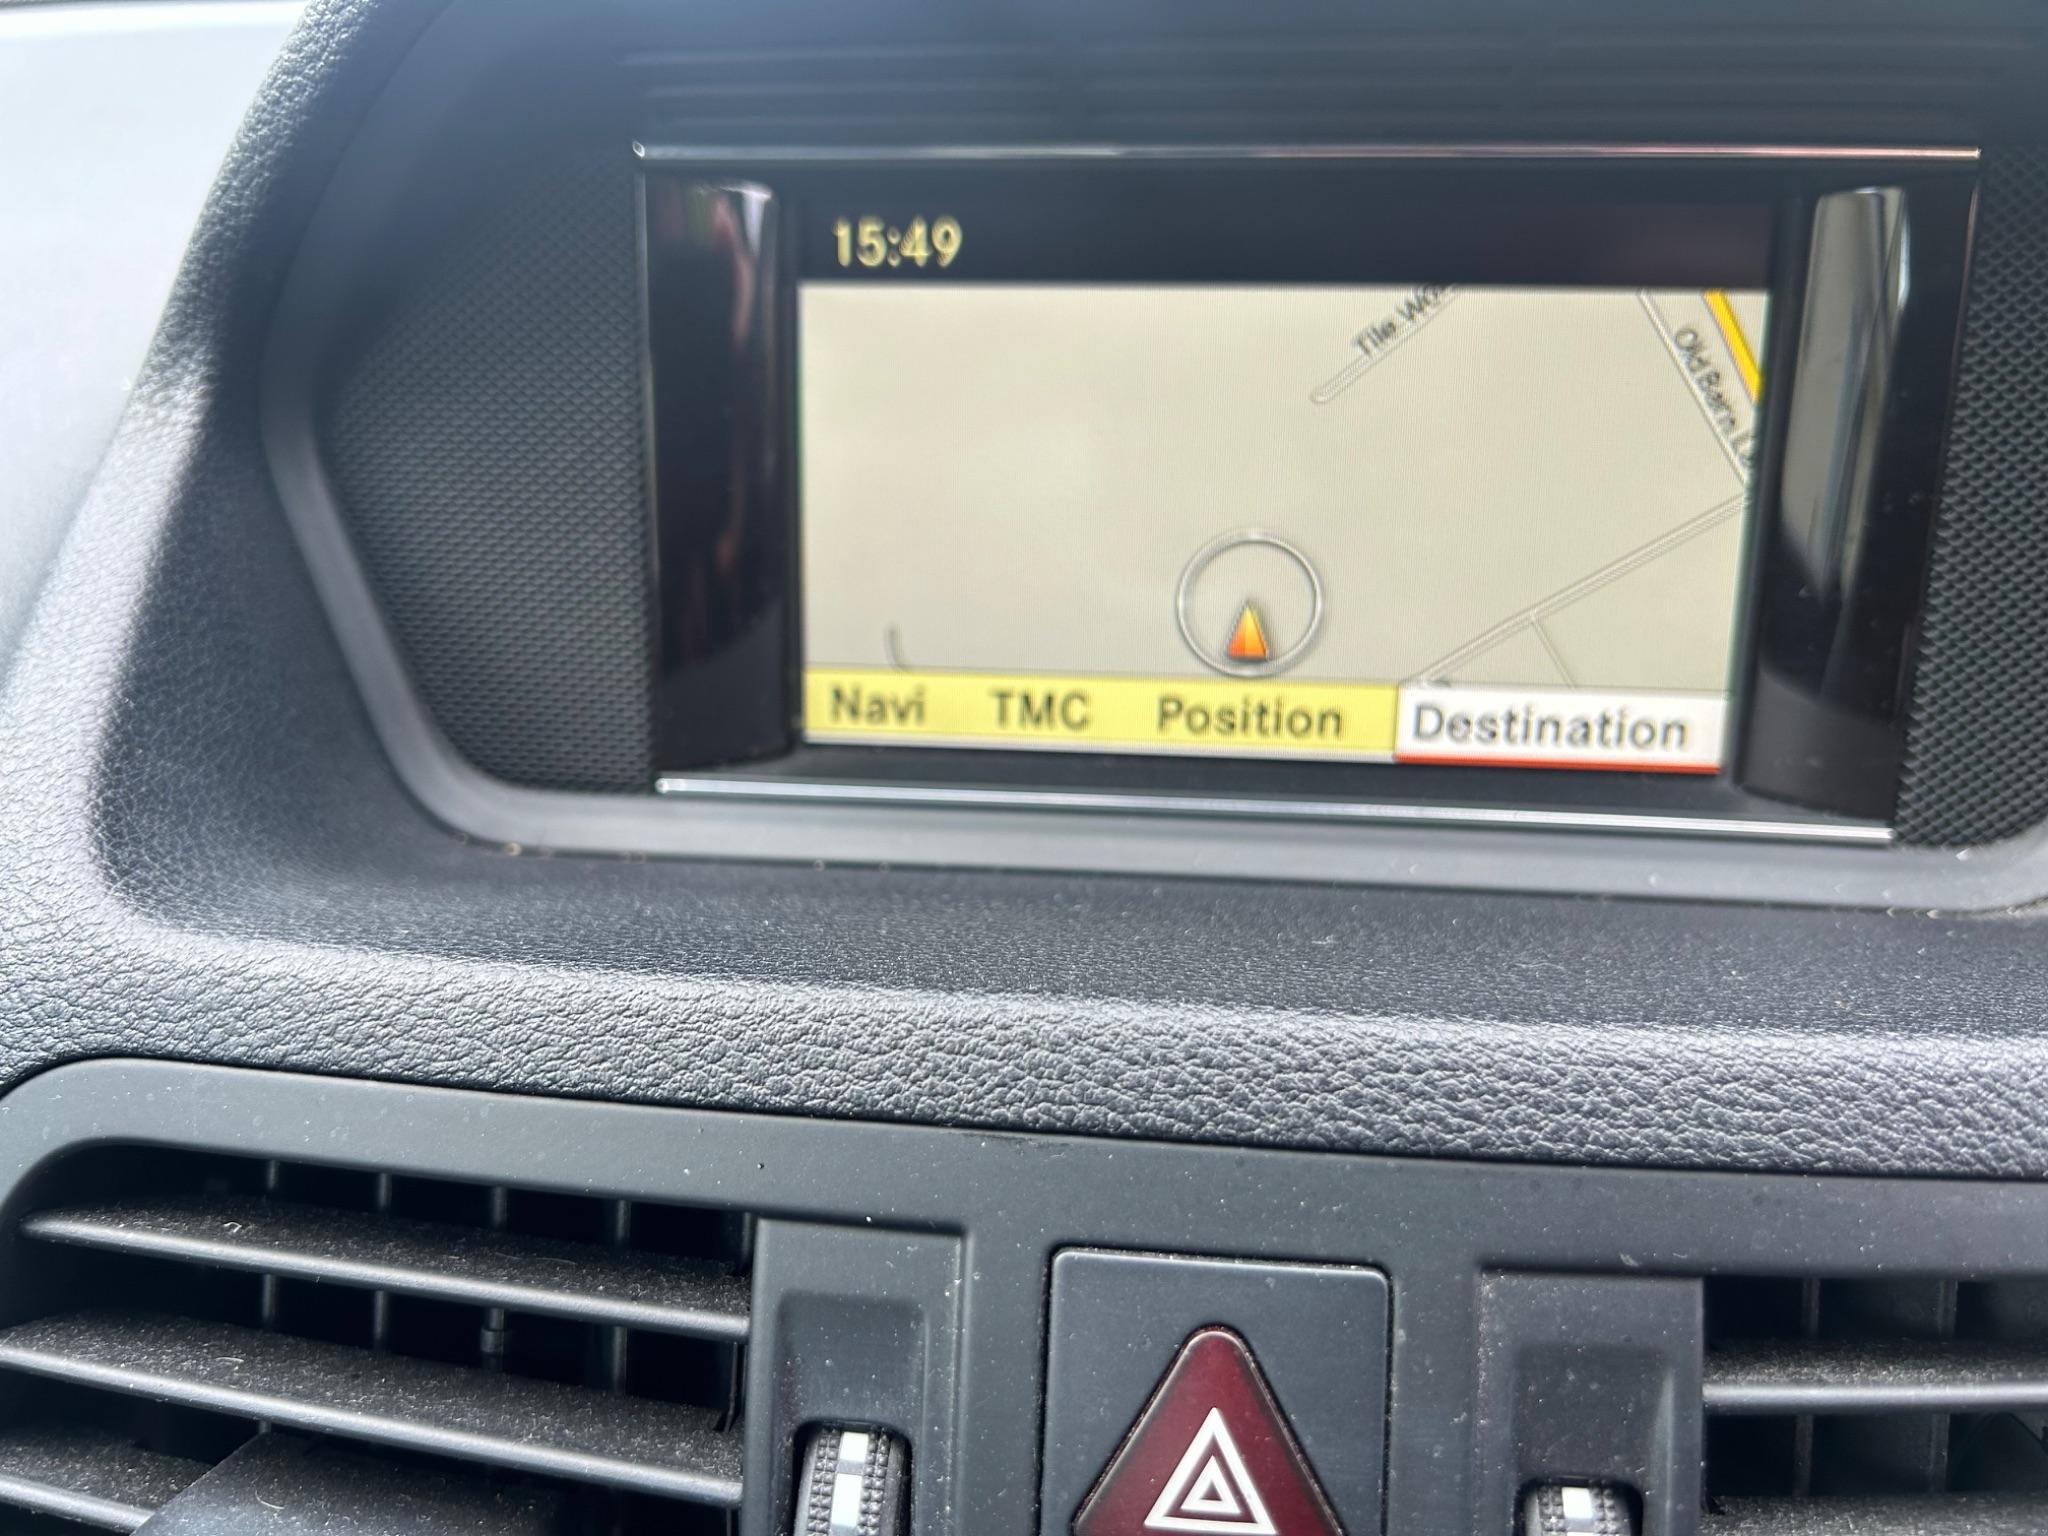 15:49
Tile
Old Barn
Navi TMC Position Destination